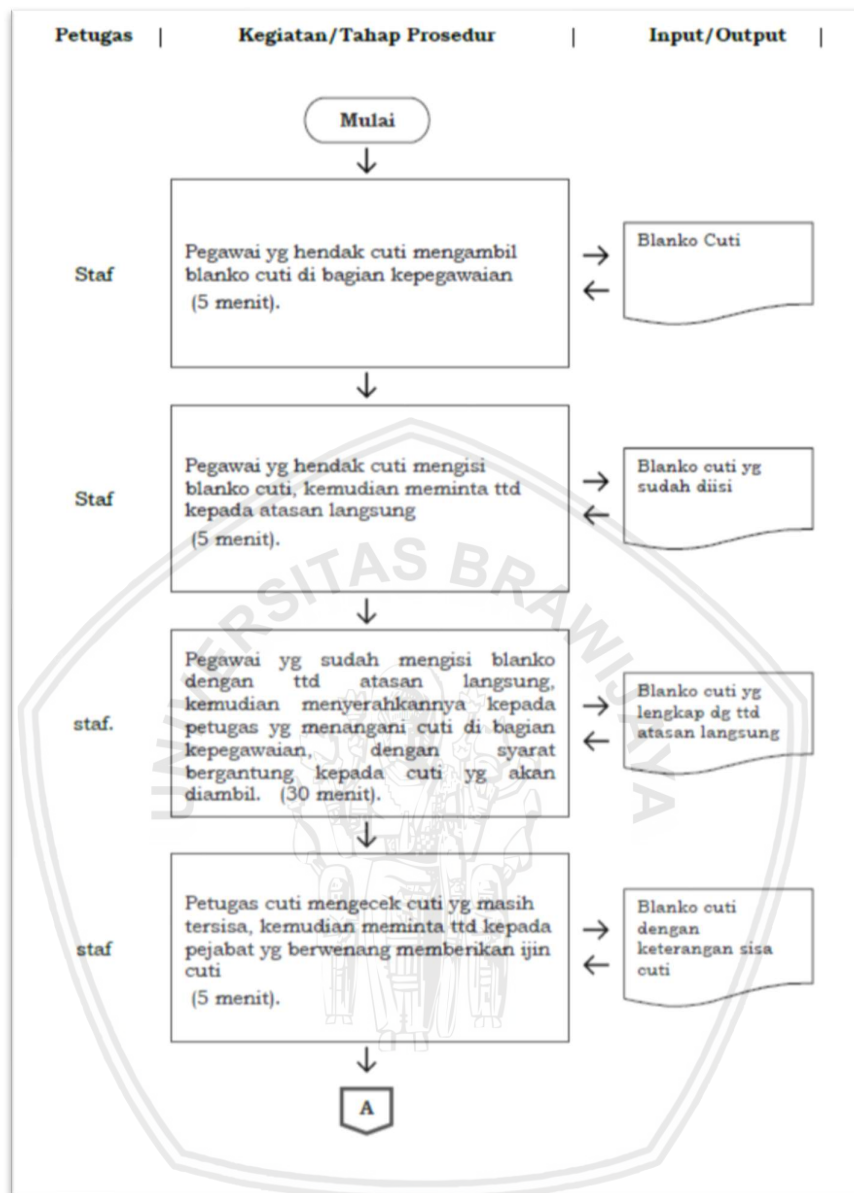 Petugas | Kegiatan/Tahap Prosedur | Input/Output |
Mulai
Staf
Pegawai yg hendak cuti mengambil
blanko cuti di bagian kepegawaian
(5 menit).
Blanko Cuti
Staf
Pegawai yg hendak cuti mengisi
blanko cuti, kemudian meminta ttd
kepada atasan langsung
(5 menit).
Blanko cuti yg
sudah diisi
staf.
Pegawai yg sudah mengisi blanko
dengan ttd atasan langsung,
kemudian menyerahkannya kepada
petugas yg menangani cuti di bagian
kepegawaian, dengan syarat
bergantung kepada cuti yg akan
diambil. (30 menit).
Blanko cuti yg
lengkap dg ttd
atasan langsung
staf
Petugas cuti mengecek cuti yg masih
tersisa, kemudian meminta ttd kepada
pejabat yg berwenang memberikan ijin
cuti
(5 menit).
Blanko cuti
dengan
keterangan sisa
cuti
A
UNIVERSITAS BRAWIJAYA